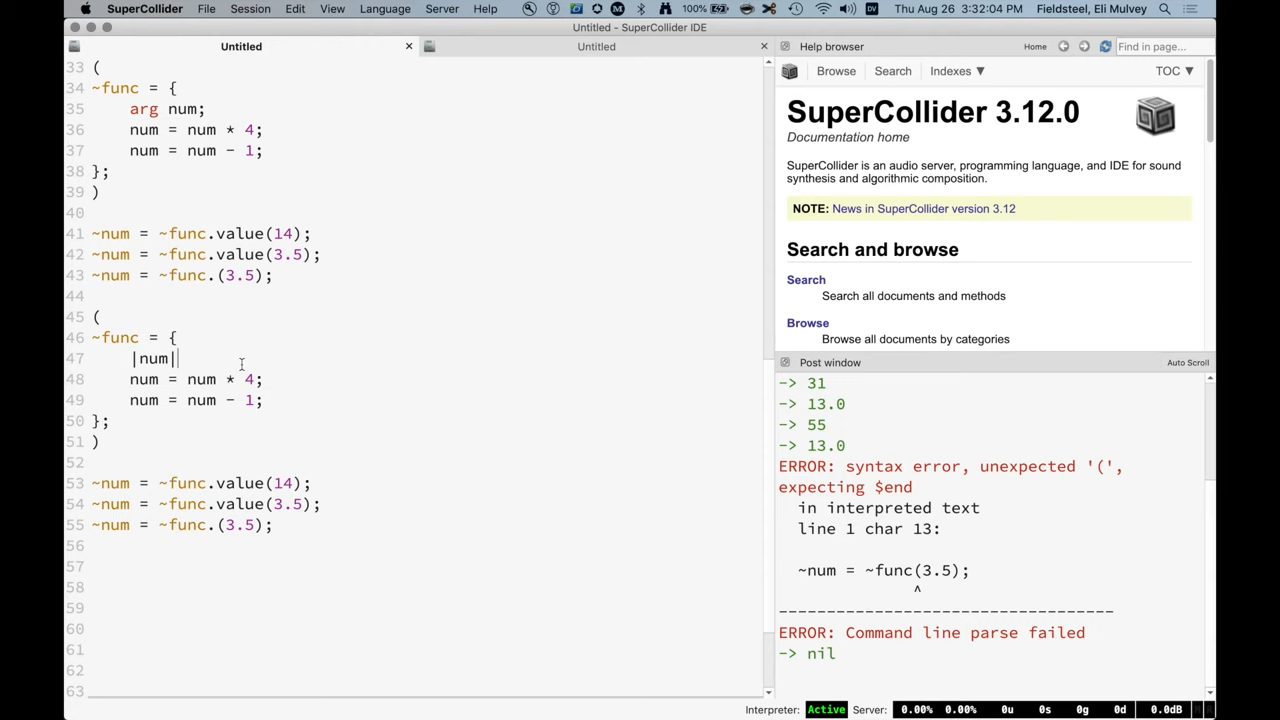 SuperCollider File Session Edit View Language Server Help 100% DV Thu Aug 26 3:32:04 PM Fieldsteel, Eli Mulvey
Untitled - SuperCollider IDE
Untitled Untitled
33 (
34 ~func = {
35 arg num;
36 num = num * 4;
37 num = num - 1;
38 };
39 )
40
41 ~num = ~func.value(14);
42 ~num = ~func.value(3.5);
43 ~num = ~func.(3.5);
44
45 (
46 ~func = {
47 |num|
48 num = num * 4;
49 num = num - 1;
50 };
51 )
52
53 ~num = ~func.value(14);
54 ~num = ~func.value(3.5);
55 ~num = ~func.(3.5);
56
57
58
59
60
61
62
63
Help browser Home Find in page...
Browse Search Indexes ▼ TOC ▼
SuperCollider 3.12.0
Documentation home
SuperCollider is an audio server, programming language, and IDE for sound
synthesis and algorithmic composition.
NOTE: News in SuperCollider version 3.12
Search and browse
Search
Search all documents and methods
Browse
Browse all documents by categories
Post window Auto Scroll
-> 31
-> 13.0
-> 55
-> 13.0
ERROR: syntax error, unexpected '(',
expecting $end
in interpreted text
line 1 char 13:
~num = ~func(3.5);
^
-----------------------------------
ERROR: Command line parse failed
-> nil
Interpreter: Active Server: 0.00% 0.00% 0u 0s 0g 0d 0.0dB